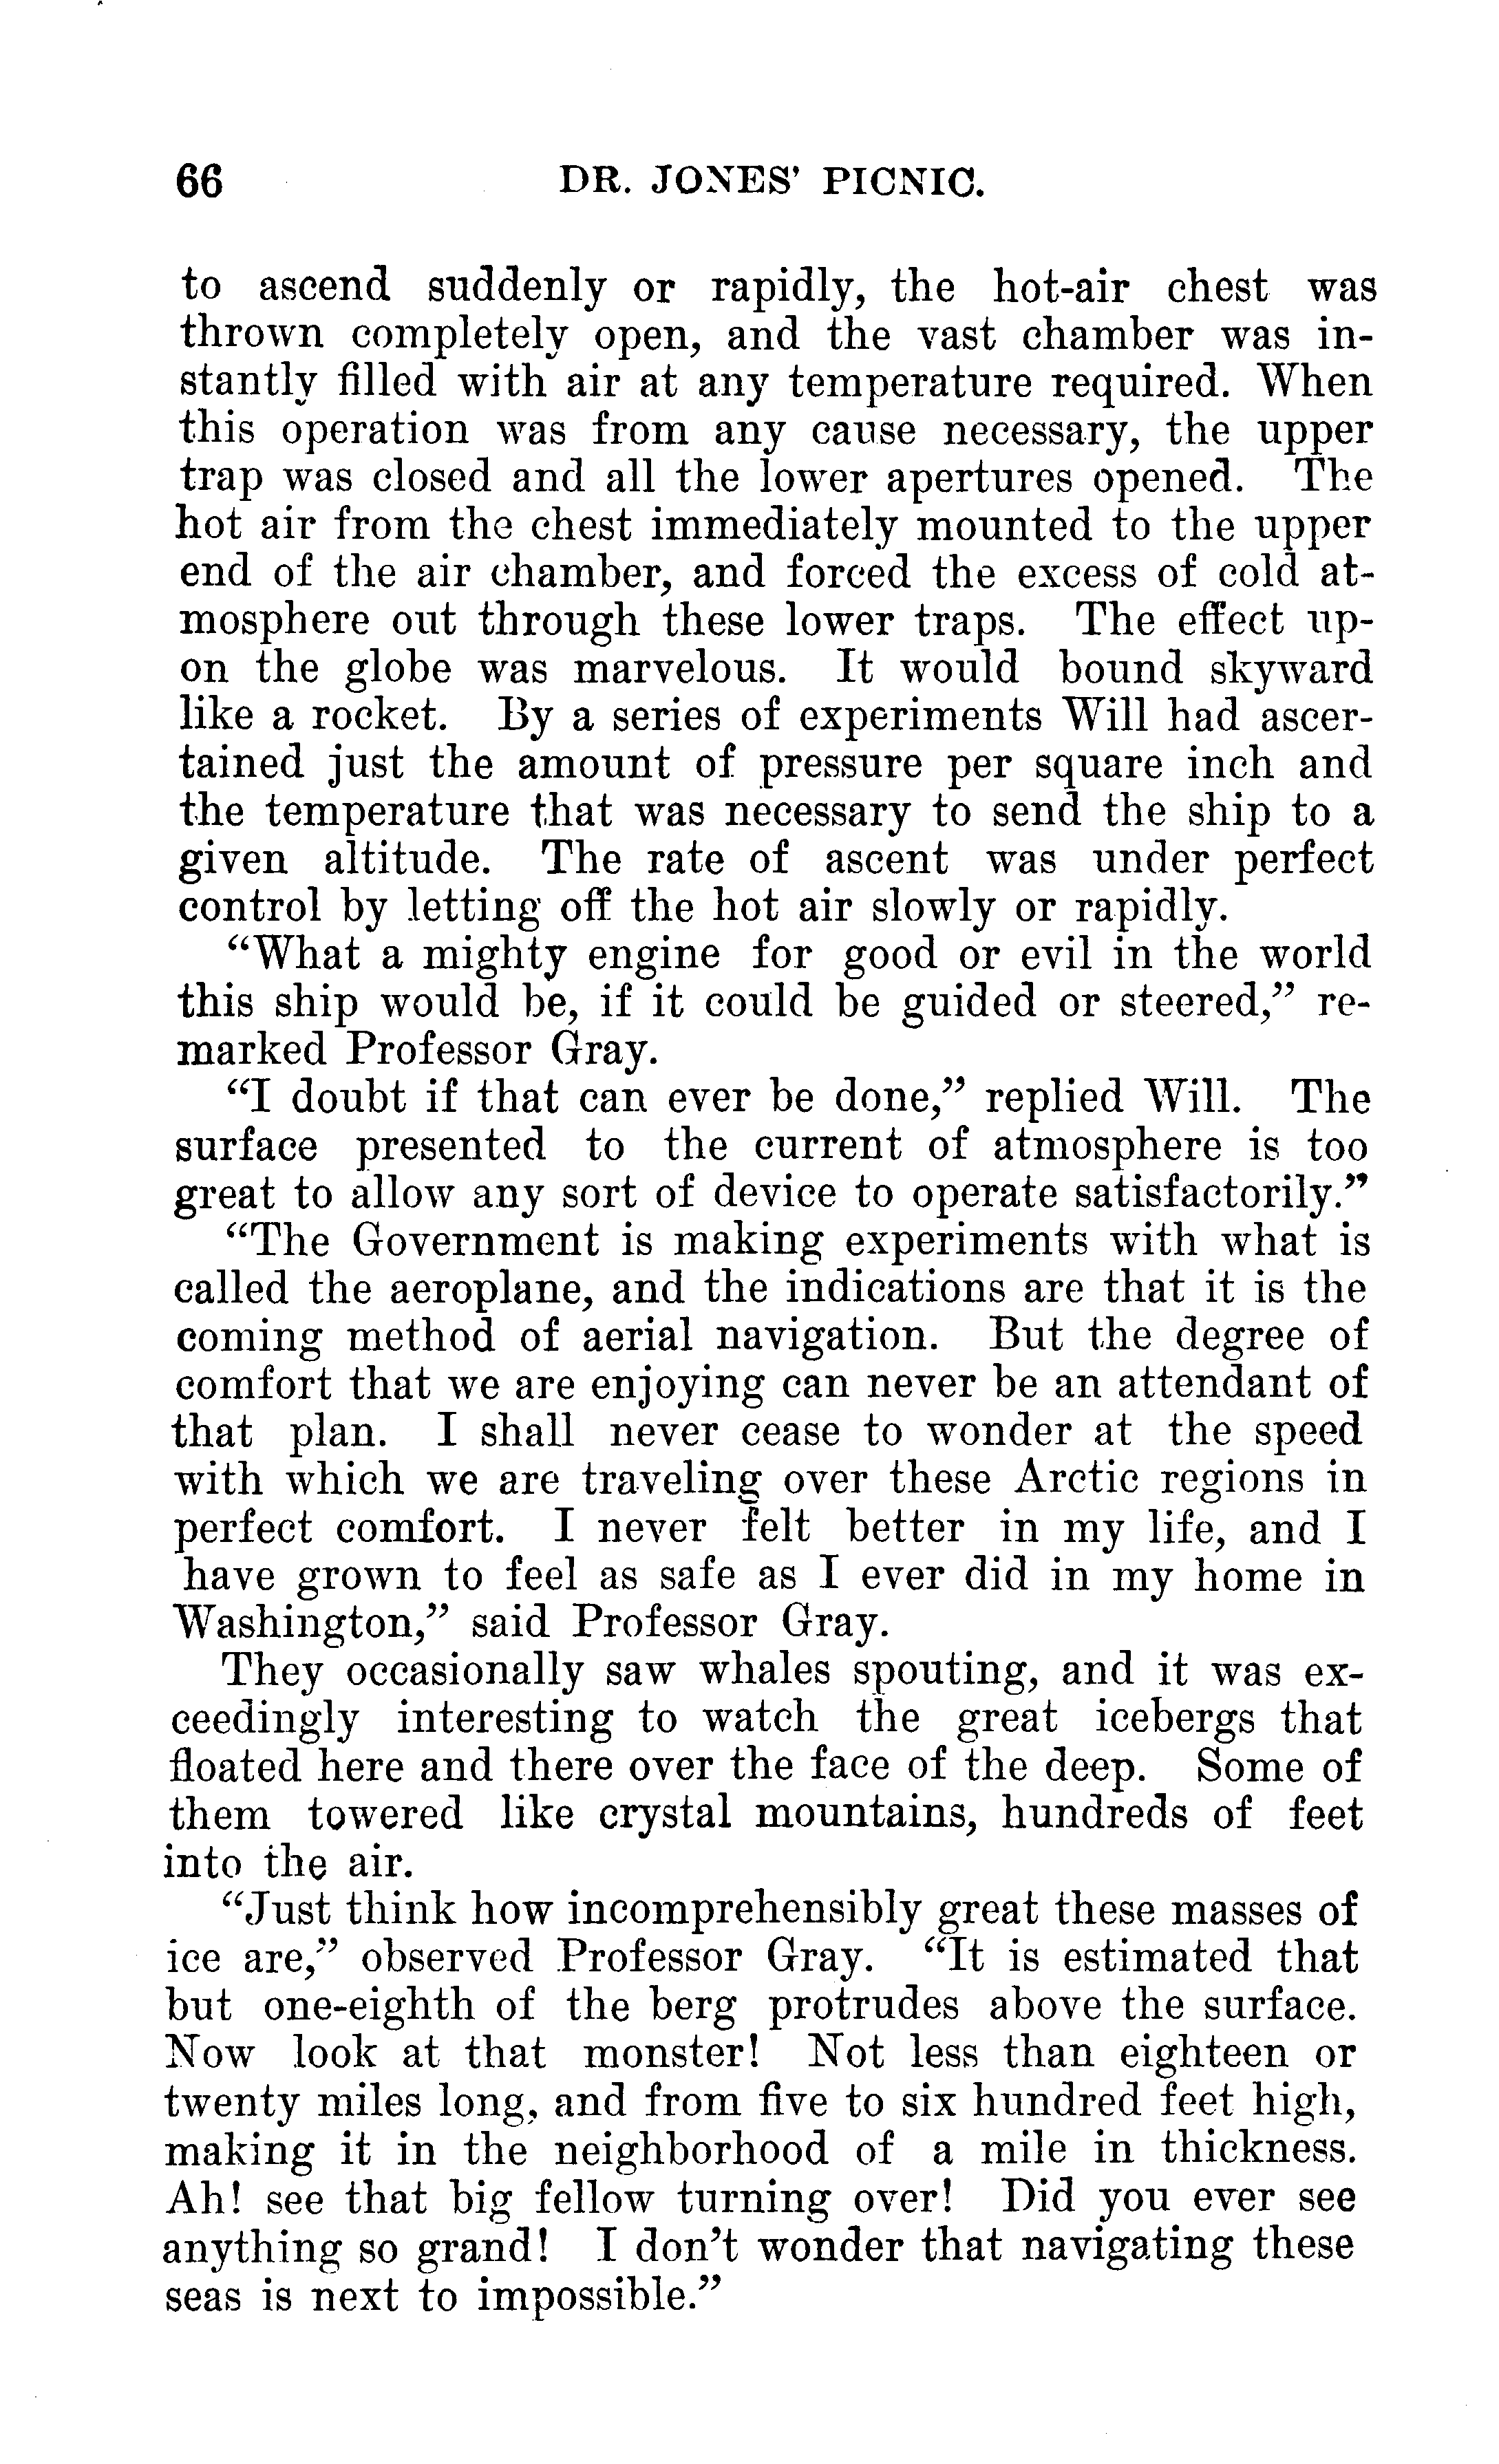 66 DR. JONES' PICNIC.
to ascend suddenly or rapidly, the hot-air chest was
thrown completely open, and the vast chamber was in-
stantly filled with air at any temperature required. When
this operation was from any cause necessary, the upper
trap was closed and all the lower apertures opened. The
hot air from the chest immediately mounted to the upper
end of the air chamber, and forced the excess of cold at-
mosphere out through these lower traps. The effect up-
on the globe was marvelous. It would bound skyward
like a rocket. By a series of experiments Will had ascer-
tained just the amount of pressure per square inch and
the temperature that was necessary to send the ship to a
given altitude. The rate of ascent was under perfect
control by letting off the hot air slowly or rapidly.
“What a mighty engine for good or evil in the world
this ship would be, if it could be guided or steered,” re-
marked Professor Gray.
“I doubt if that can ever be done,” replied Will. The
surface presented to the current of atmosphere is too
great to allow any sort of device to operate satisfactorily.”
“The Government is making experiments with what is
called the aeroplane, and the indications are that it is the
coming method of aerial navigation. But the degree of
comfort that we are enjoying can never be an attendant of
that plan. I shall never cease to wonder at the speed
with which we are traveling over these Arctic regions in
perfect comfort. I never felt better in my life, and I
have grown to feel as safe as I ever did in my home in
Washington,” said Professor Gray.
They occasionally saw whales spouting, and it was ex-
ceedingly interesting to watch the great icebergs that
floated here and there over the face of the deep. Some of
them towered like crystal mountains, hundreds of feet
into the air.
“Just think how incomprehensibly great these masses of
ice are,” observed Professor Gray. “It is estimated that
but one-eighth of the berg protrudes above the surface.
Now look at that monster! Not less than eighteen or
twenty miles long, and from five to six hundred feet high,
making it in the neighborhood of a mile in thickness.
Ah! see that big fellow turning over! Did you ever see
anything so grand! I don't wonder that navigating these
seas is next to impossible.”